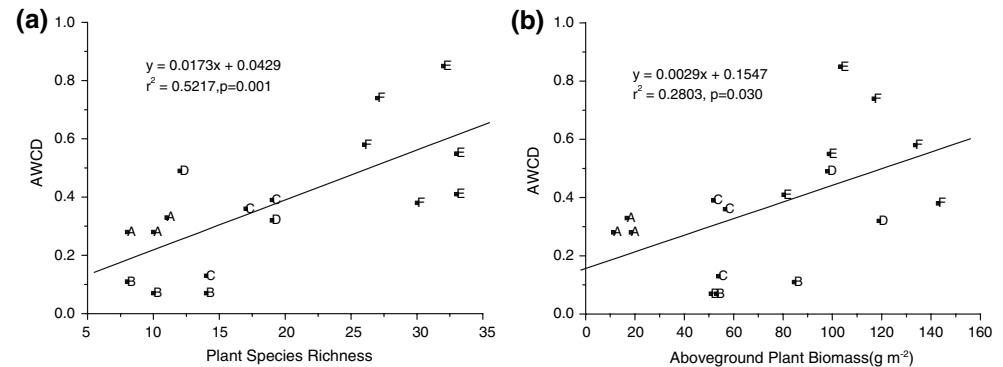 (a)
1.0
0.8
0.6
0.4
0.2
0.0
AWCD
y = 0.0173x + 0.0429
r² = 0.5217,p=0.001
E
F
F
E
D
E
C
F
C
A
D
A
A
C
B
B
B
5
10
15
20
25
30
35
Plant Species Richness
(b)
1.0
0.8
0.6
0.4
0.2
0.0
AWCD
y = 0.0029x + 0.1547
r² = 0.2803, p=0.030
E
F
F
E
D
E
C
F
C
A
D
A
A
C
B
B
B
0
20
40
60
80
100
120
140
160
Aboveground Plant Biomass(g m⁻²)